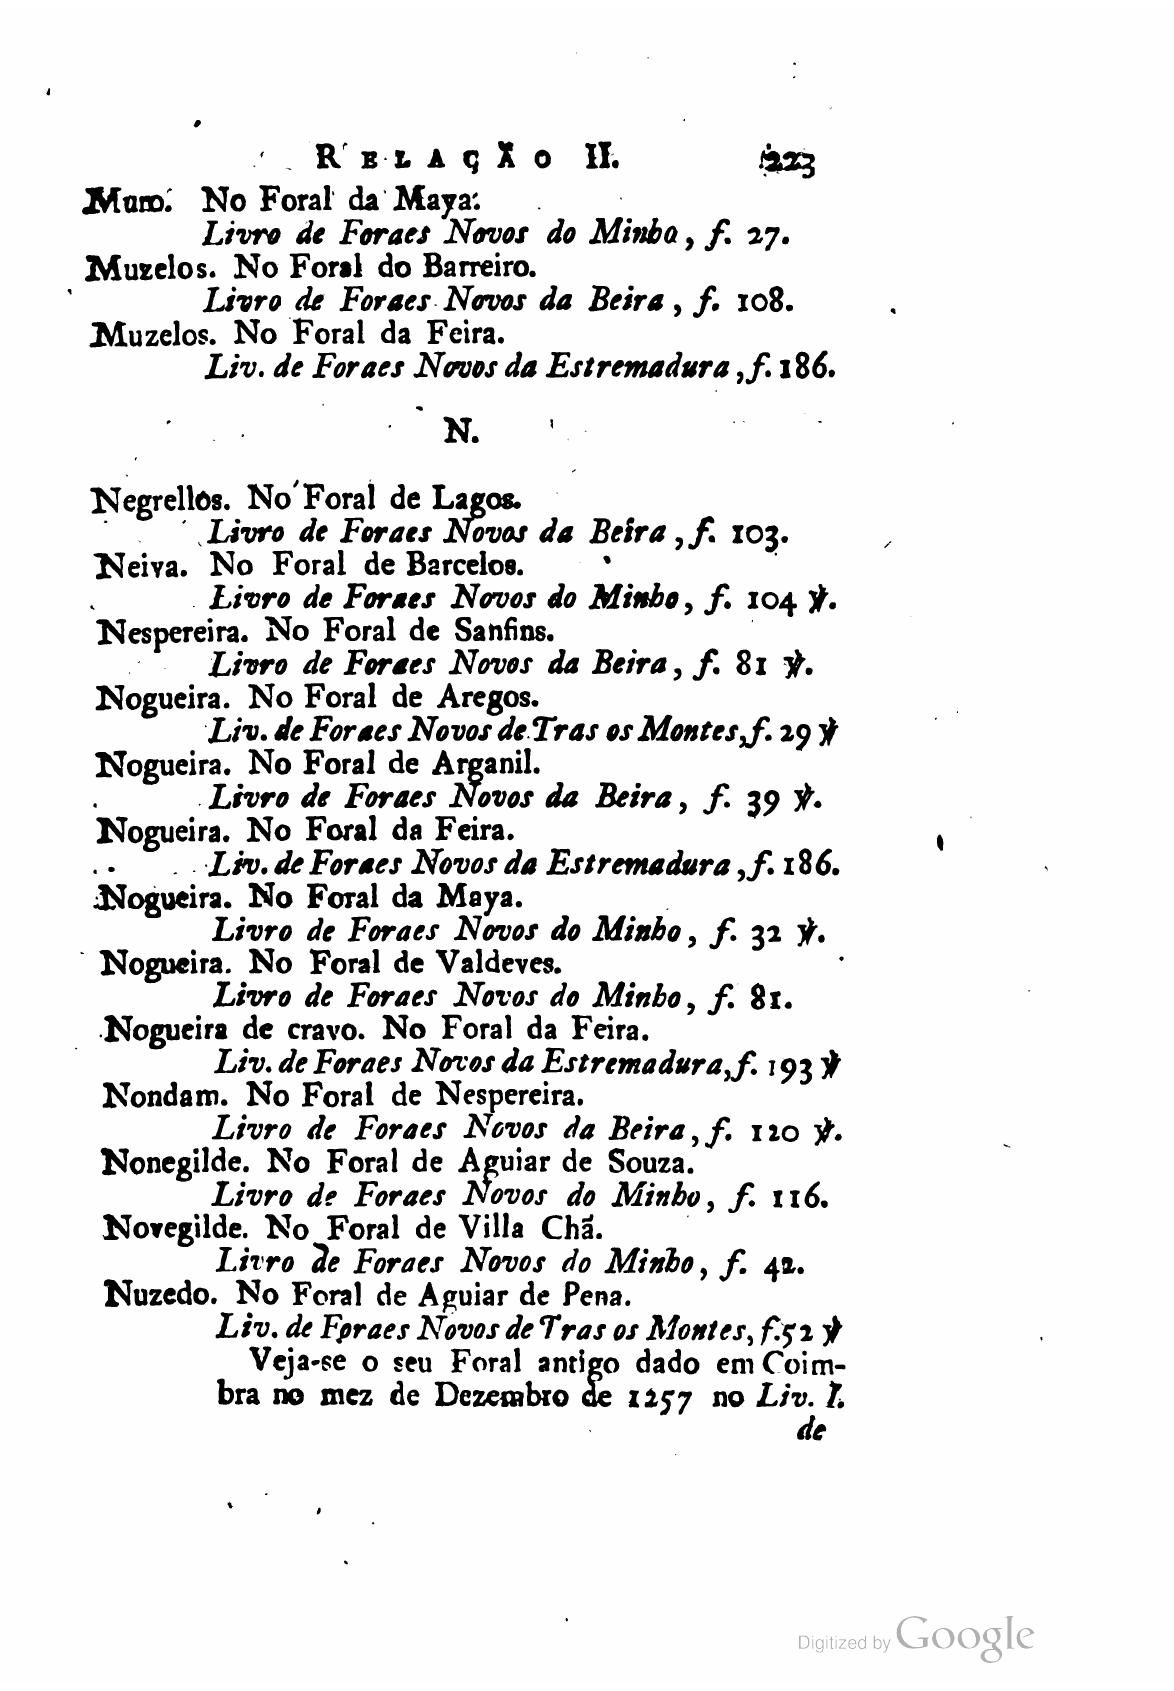 RELAÇÃO II. 223
Muro. No Foral da Maya.
Livro de Foraes Novos do Minho, f. 27.
Muzelos. No Foral do Barreiro.
Livro de Foraes Novos da Beira, f. 108.
Muzelos. No Foral da Feira.
Liv. de Foraes Novos da Estremadura, f. 186.
N.
Negrellos. No Foral de Lagos.
Livro de Foraes Novos da Beira, f. 103.
Neiva. No Foral de Barcelos.
Livro de Foraes Novos do Minho, f. 104 ℣.
Nespereira. No Foral de Sanfins.
Livro de Foraes Novos da Beira, f. 81 ℣.
Nogueira. No Foral de Aregos.
Liv. de Foraes Novos de Tras os Montes, f. 29 ℣
Nogueira. No Foral de Arganil.
Livro de Foraes Novos da Beira, f. 39 ℣.
Nogueira. No Foral da Feira.
Liv. de Foraes Novos da Estremadura, f. 186.
Nogueira. No Foral da Maya.
Livro de Foraes Novos do Minho, f. 32 ℣.
Nogueira. No Foral de Valdeves.
Livro de Foraes Novos do Minho, f. 81.
Nogueira de cravo. No Foral da Feira.
Liv. de Foraes Novos da Estremadura, f. 193 ℣
Nondam. No Foral de Nespereira.
Livro de Foraes Novos da Beira, f. 120 ℣.
Nonegilde. No Foral de Aguiar de Souza.
Livro de Foraes Novos do Minho, f. 116.
Novegilde. No Foral de Villa Chã.
Livro de Foraes Novos do Minho, f. 42.
Nuzedo. No Foral de Aguiar de Pena.
Liv. de Foraes Novos de Tras os Montes, f. 52 ℣
Veja-se o seu Foral antigo dado em Coim-
bra no mez de Dezembro de 1257 no Liv. I.
de
Digitized by Google